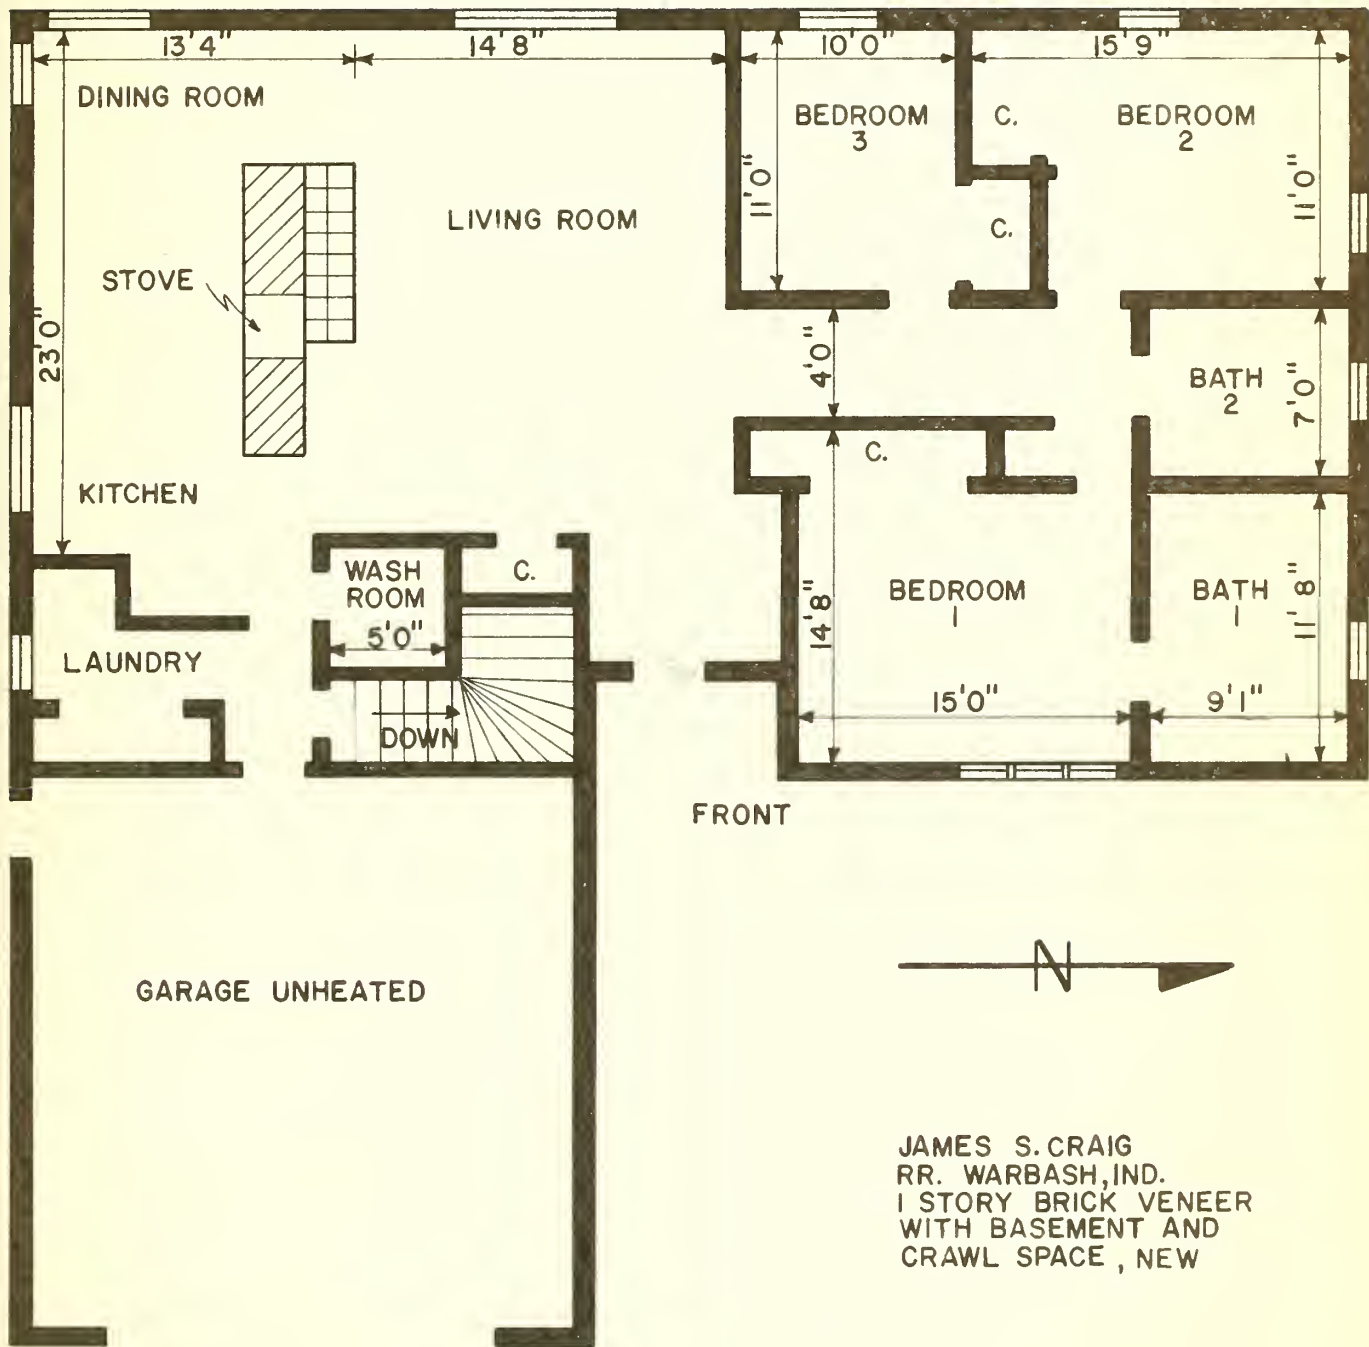 13'4"
14'8"
10'0"
15'9"
DINING ROOM
BEDROOM
3
C.
BEDROOM
2
11'0"
11'0"
LIVING ROOM
C.
STOVE
23'0"
4'0"
BATH
2
7'0"
C.
KITCHEN
WASH
ROOM
5'0"
C.
BEDROOM
1
14'8"
BATH
1
11'8"
LAUNDRY
15'0"
9'1"
DOWN
FRONT
N
GARAGE UNHEATED
JAMES S. CRAIG
RR. WARBASH, IND.
1 STORY BRICK VENEER
WITH BASEMENT AND
CRAWL SPACE, NEW